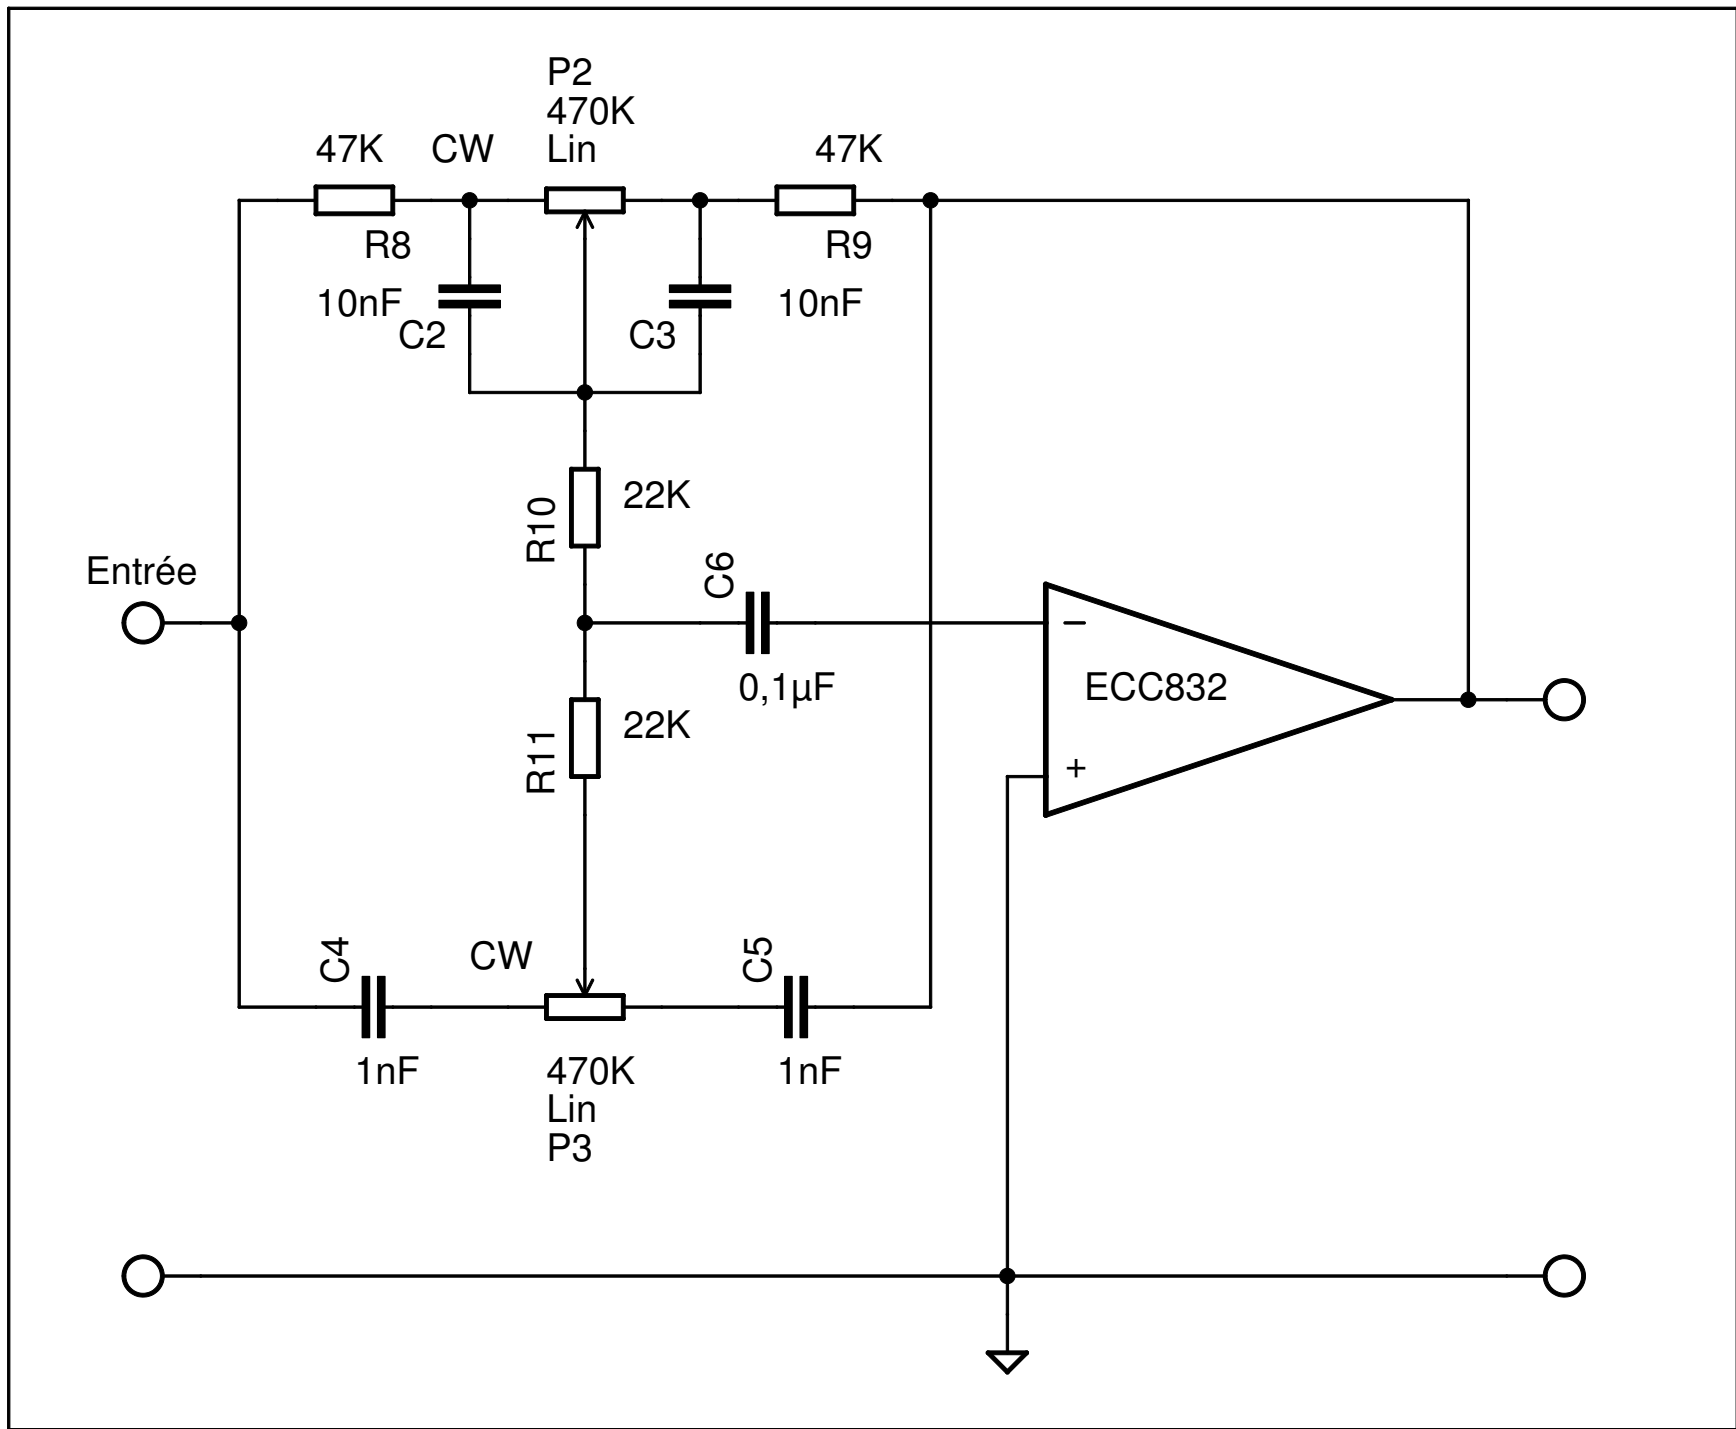 P2
470K
Lin
47K
CW
47K
R8
R9
10nF
C2
C3
10nF
R10
22K
C6
Entrée
0,1µF
−
ECC832
+
R11
22K
C4
CW
C5
1nF
470K
Lin
P3
1nF